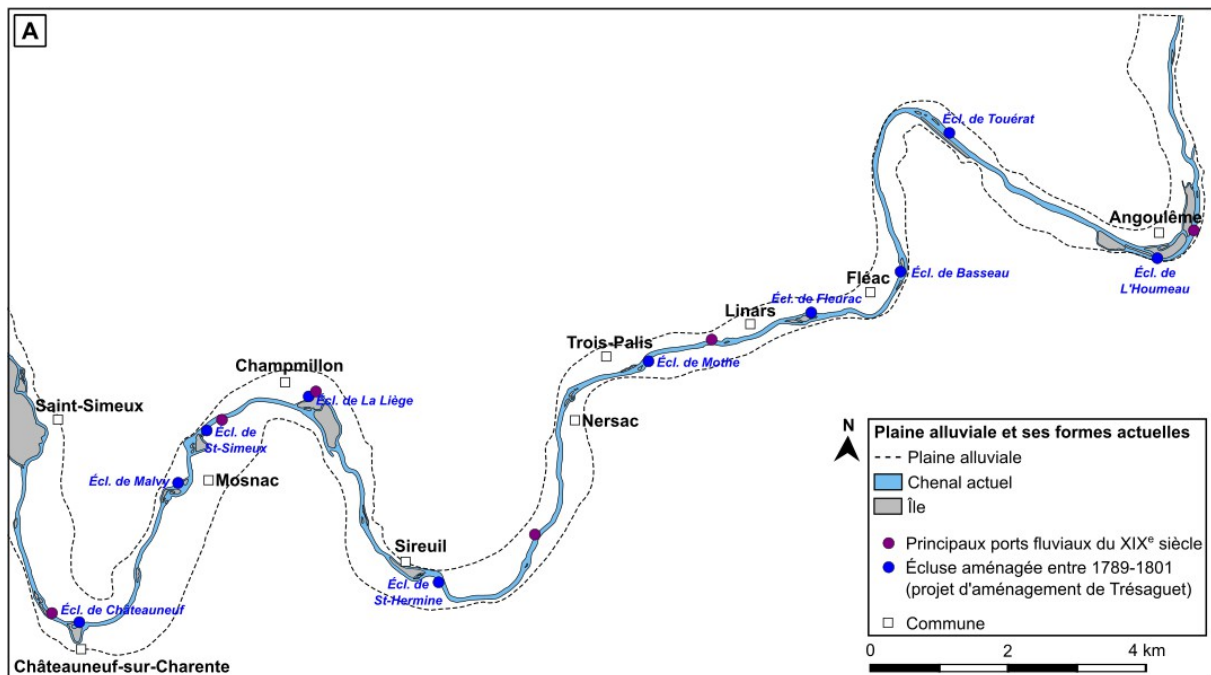 A
Écl. de Touérat
Angoulême
Écl. de
L'Houmeau
Écl. de Basseau
Fléac
Écl. de Fleurac
Linars
Trois-Palis
Écl. de Mothe
Champmillon
Écl. de La Liège
Saint-Simeux
Écl. de
St-Simeux
Nersac
Écl. de Malvy
Mosnac
Sireuil
Écl. de
St-Hermine
Écl. de Châteauneuf
Châteauneuf-sur-Charente
N
Plaine alluviale et ses formes actuelles
Plaine alluviale
Chenal actuel
Île
Principaux ports fluviaux du XIXe siècle
Écluse aménagée entre 1789-1801
(projet d'aménagement de Trésaguet)
Commune
0 2 4 km